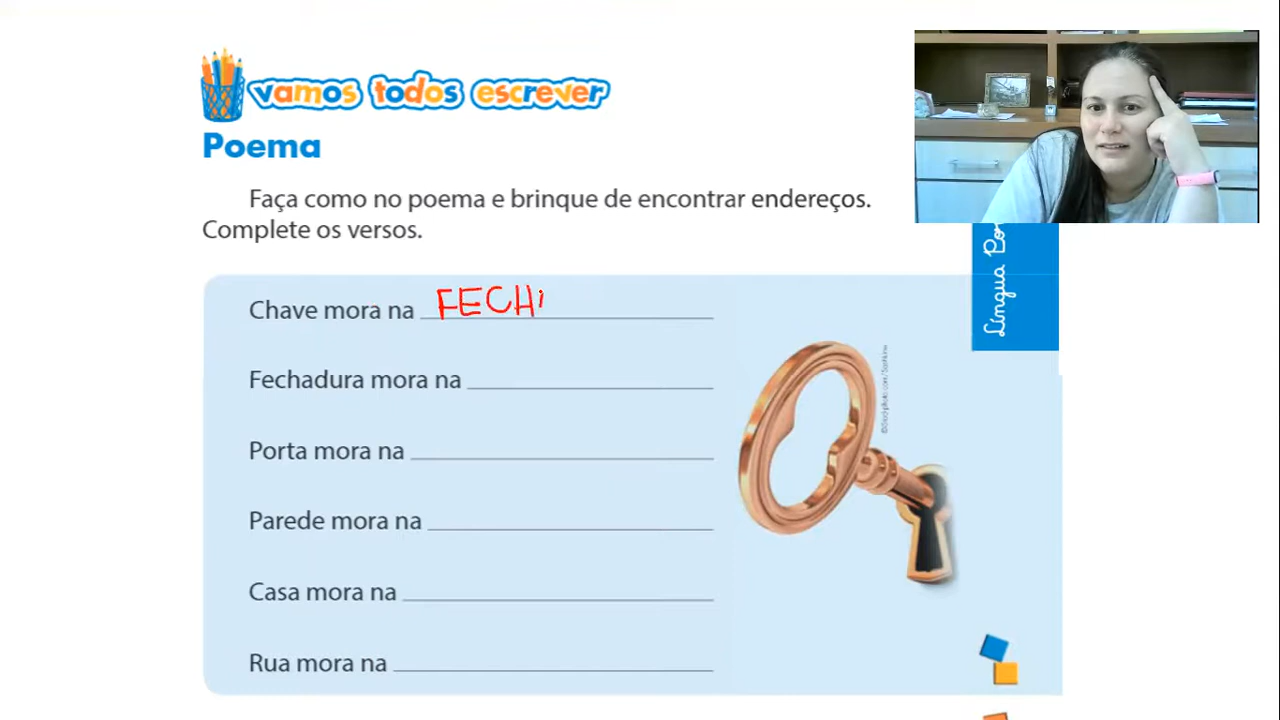 vamos todos escrever
Poema
Faça como no poema e brinque de encontrar endereços.
Complete os versos.
Chave mora na FECH
Fechadura mora na
Porta mora na
Parede mora na
Casa mora na
Rua mora na